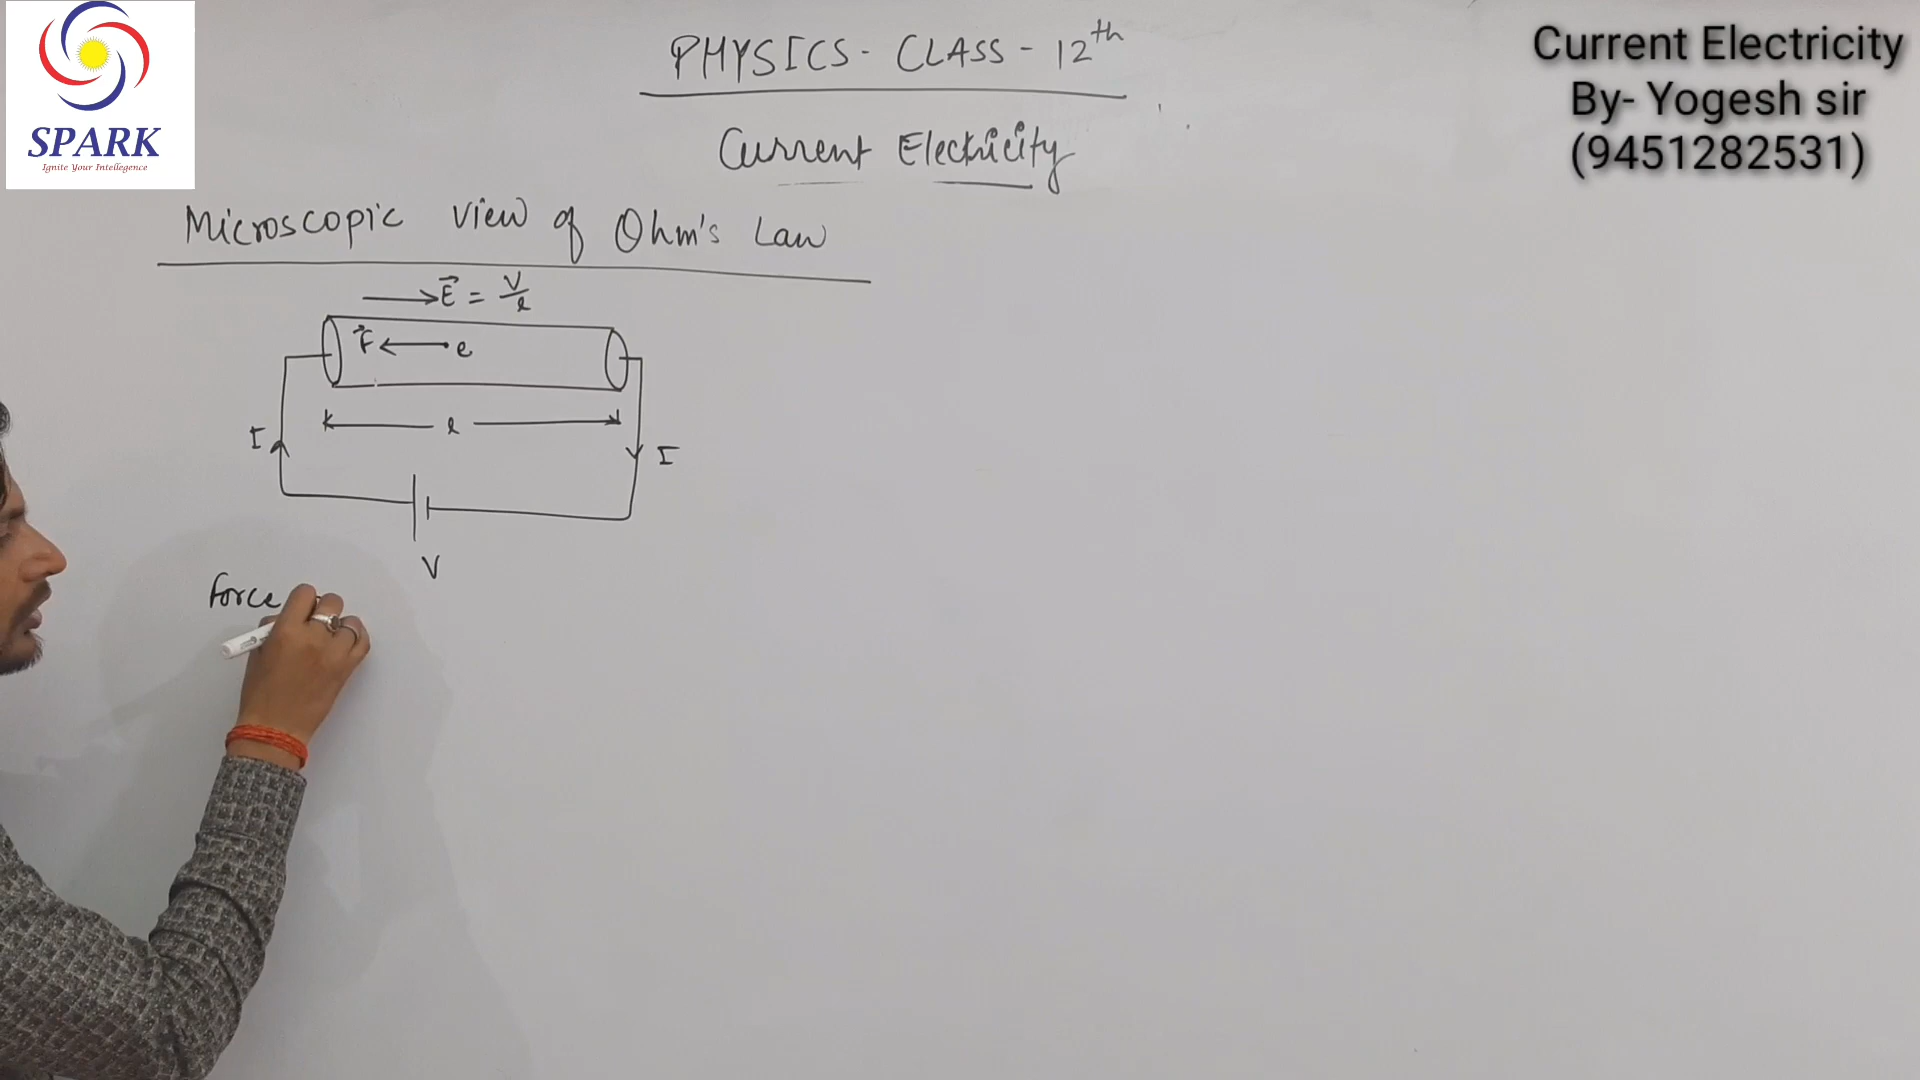 SPARK
Ignite Your Intellegence
PHYSICS - CLASS - 12th
Current Electricity
By- Yogesh sir
(9451282531)
Current Electricity
Microscopic view of Ohm's Law
E⃗ = V/l
F⃗ e
l
I
I
V
Force